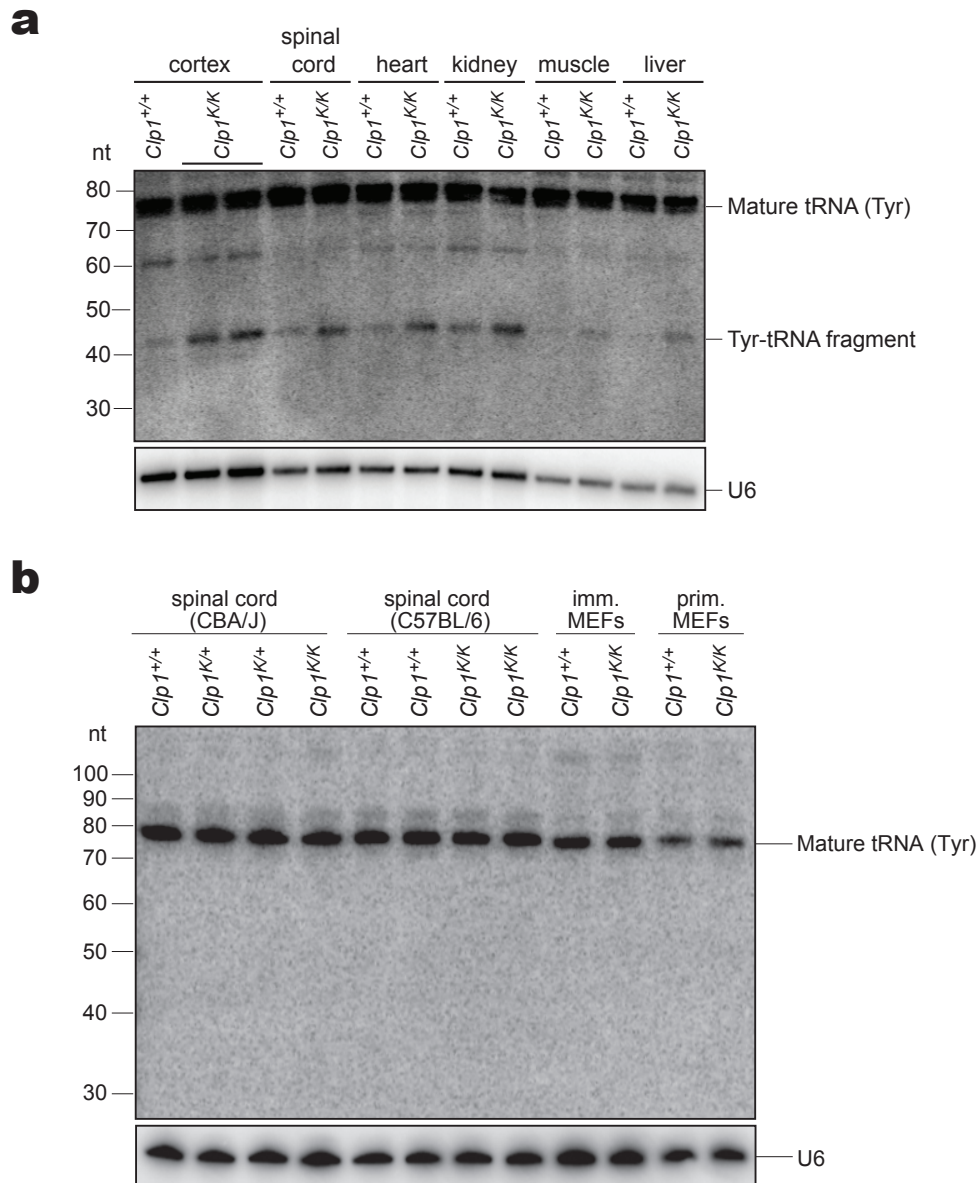 a
cortex
spinal
cord
heart
kidney
muscle
liver
Clp1+/+
Clp1K/K
Clp1+/+
Clp1K/K
Clp1+/+
Clp1K/K
Clp1+/+
Clp1K/K
Clp1+/+
Clp1K/K
Clp1+/+
Clp1K/K
nt
80
70
60
50
40
30
Mature tRNA (Tyr)
Tyr-tRNA fragment
U6
b
spinal cord
(CBA/J)
spinal cord
(C57BL/6)
imm.
MEFs
prim.
MEFs
Clp1+/+
Clp1K/+
Clp1K/+
Clp1K/K
Clp1+/+
Clp1+/+
Clp1K/K
Clp1K/K
Clp1+/+
Clp1K/K
Clp1+/+
Clp1K/K
nt
100
90
80
70
60
50
40
30
Mature tRNA (Tyr)
U6